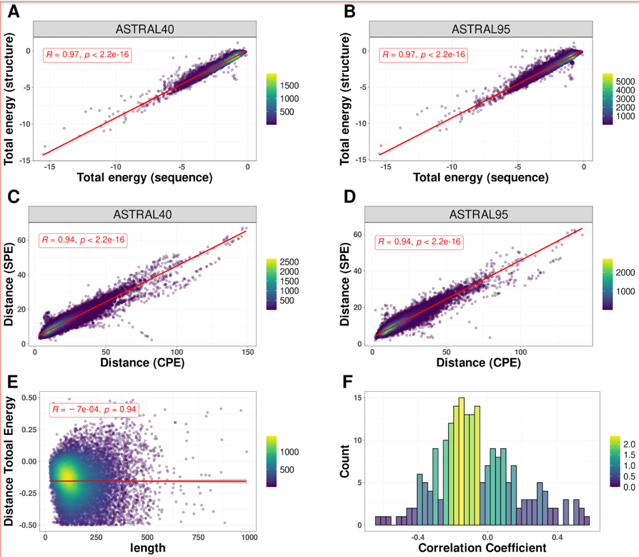 A
ASTRAL40
R = 0.97, p < 2.2e-16
Total energy (structure)
0
-5
-10
-15
-15
-10
-5
0
Total energy (sequence)
1500
1000
500
B
ASTRAL95
R = 0.97, p < 2.2e-16
Total energy (structure)
0
-5
-10
-15
-15
-10
-5
0
Total energy (sequence)
5000
4000
3000
2000
1000
C
ASTRAL40
R = 0.94, p < 2.2e-16
Distance (SPE)
60
40
20
0
0
50
100
150
Distance (CPE)
2500
2000
1500
1000
500
D
ASTRAL95
R = 0.94, p < 2.2e-16
Distance (SPE)
60
40
20
0
0
50
100
Distance (CPE)
2000
1000
E
R = −7e-04, p = 0.94
Distance Totoal Energy
0.50
0.25
0.00
-0.25
-0.50
0
250
500
750
1000
length
1000
500
F
Count
15
10
5
0
-0.4
0.0
0.4
Correlation Coefficient
2.0
1.5
1.0
0.5
0.0